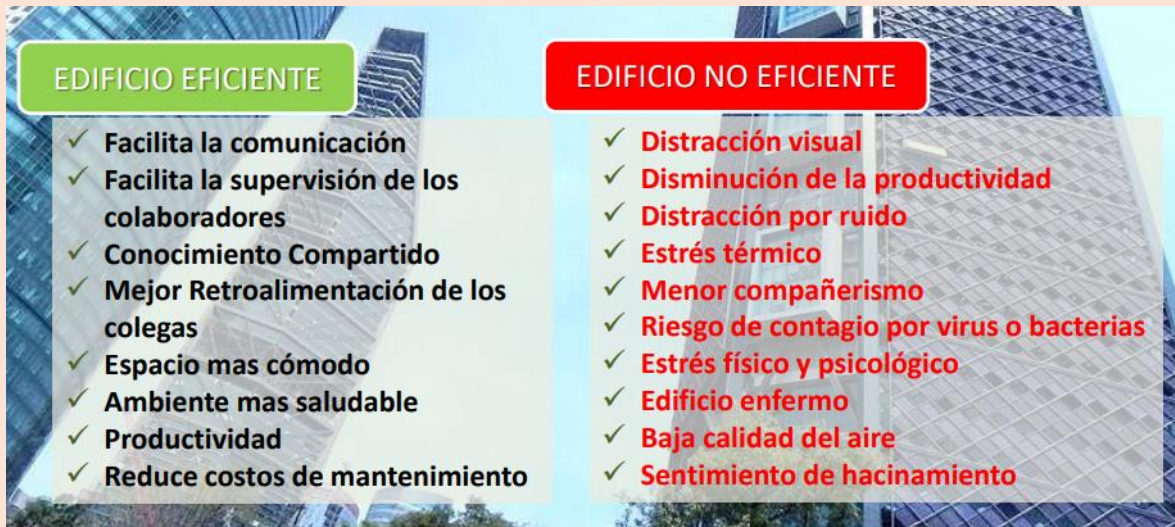 EDIFICIO EFICIENTE
✓ Facilita la comunicación
✓ Facilita la supervisión de los
colaboradores
✓ Conocimiento Compartido
✓ Mejor Retroalimentación de los
colegas
✓ Espacio mas cómodo
✓ Ambiente mas saludable
✓ Productividad
✓ Reduce costos de mantenimiento
EDIFICIO NO EFICIENTE
✓ Distracción visual
✓ Disminución de la productividad
✓ Distracción por ruido
✓ Estrés térmico
✓ Menor compañerismo
✓ Riesgo de contagio por virus o bacterias
✓ Estrés físico y psicológico
✓ Edificio enfermo
✓ Baja calidad del aire
✓ Sentimiento de hacinamiento